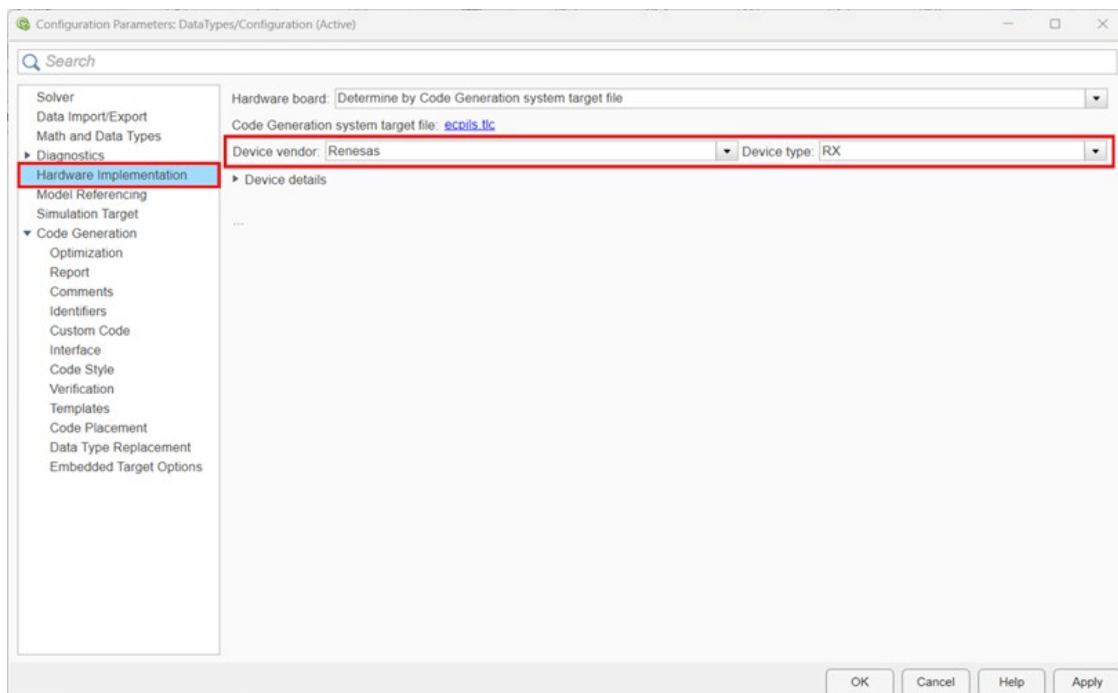 Configuration Parameters: DataTypes/Configuration (Active)
Search
Solver
Data Import/Export
Math and Data Types
Diagnostics
Hardware Implementation
Model Referencing
Simulation Target
Code Generation
Optimization
Report
Comments
Identifiers
Custom Code
Interface
Code Style
Verification
Templates
Code Placement
Data Type Replacement
Embedded Target Options
Hardware board: Determine by Code Generation system target file
Code Generation system target file: ecpils.tlc
Device vendor: Renesas Device type: RX
Device details
...
OK Cancel Help Apply